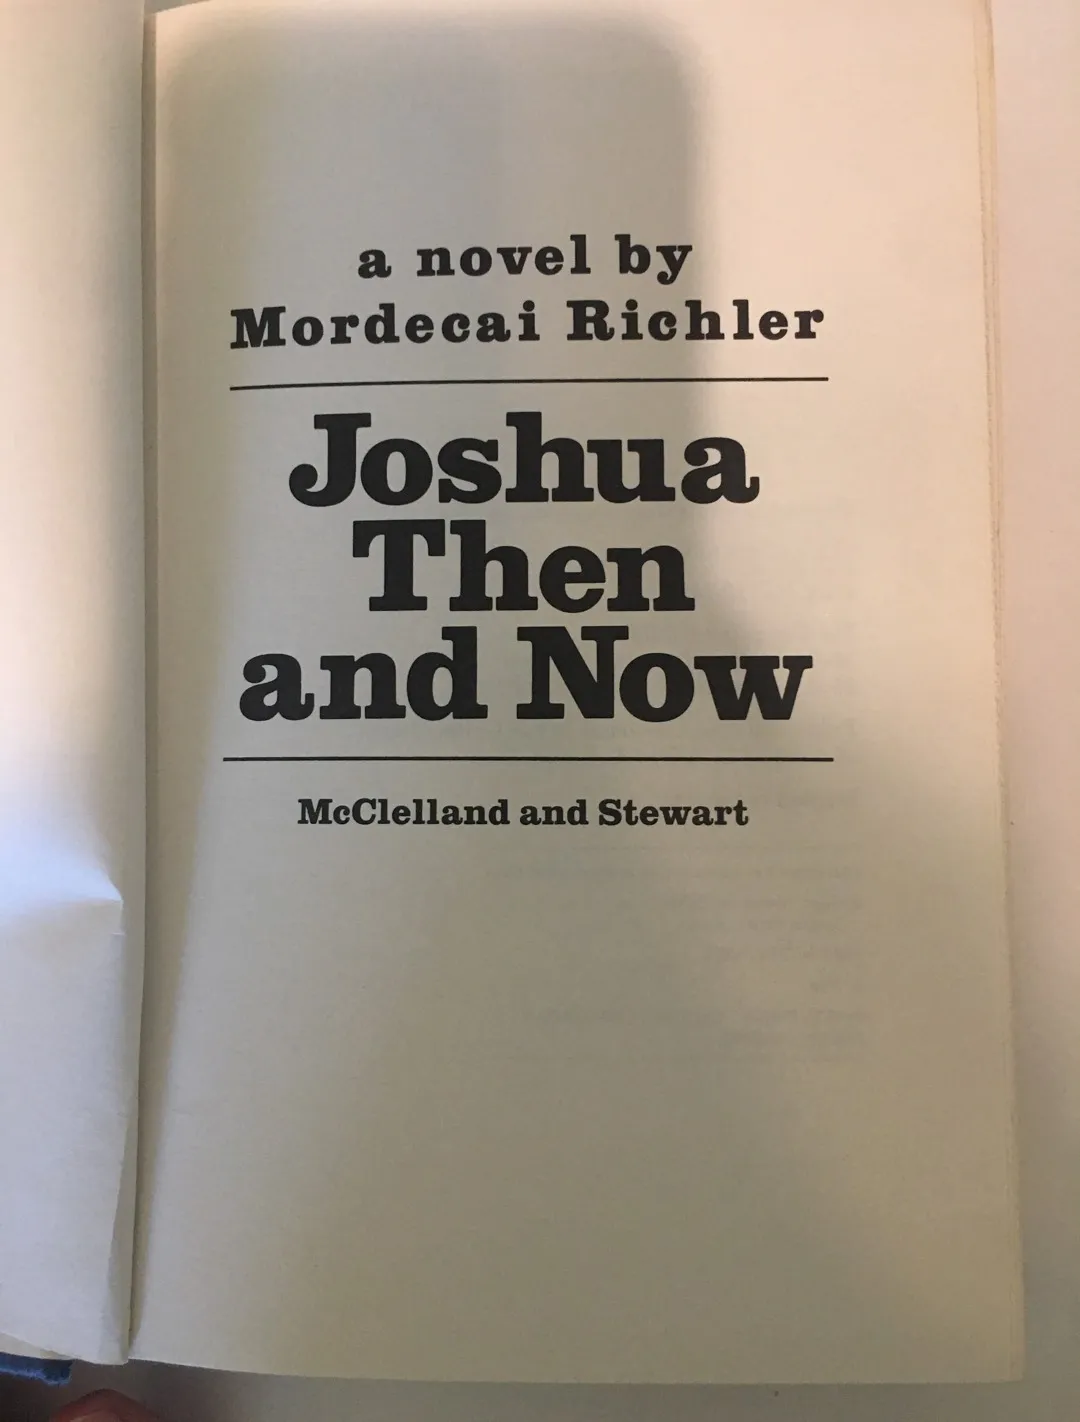 a novel by
Mordecai Richler
Joshua
Then
and Now
McClelland and Stewart